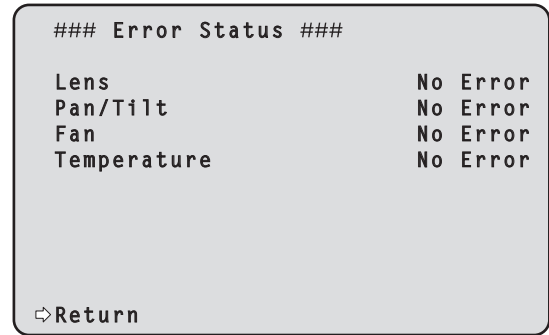 ### Error Status ###
Lens No Error
Pan/Tilt No Error
Fan No Error
Temperature No Error
⇨Return